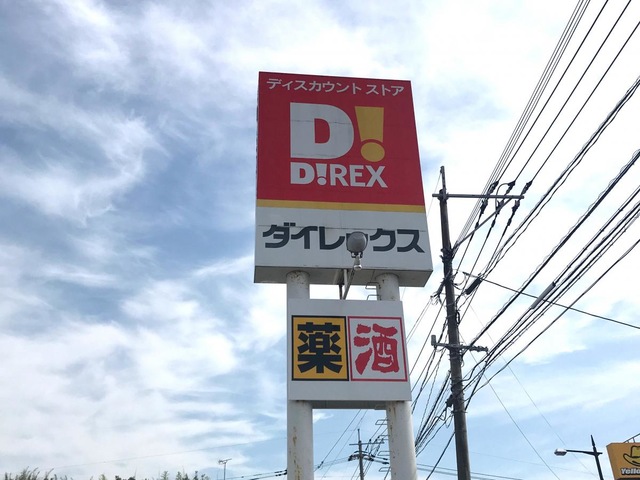 ディスカウント ストア
D!
D!REX
ダイレックス
薬 酒
Yellow